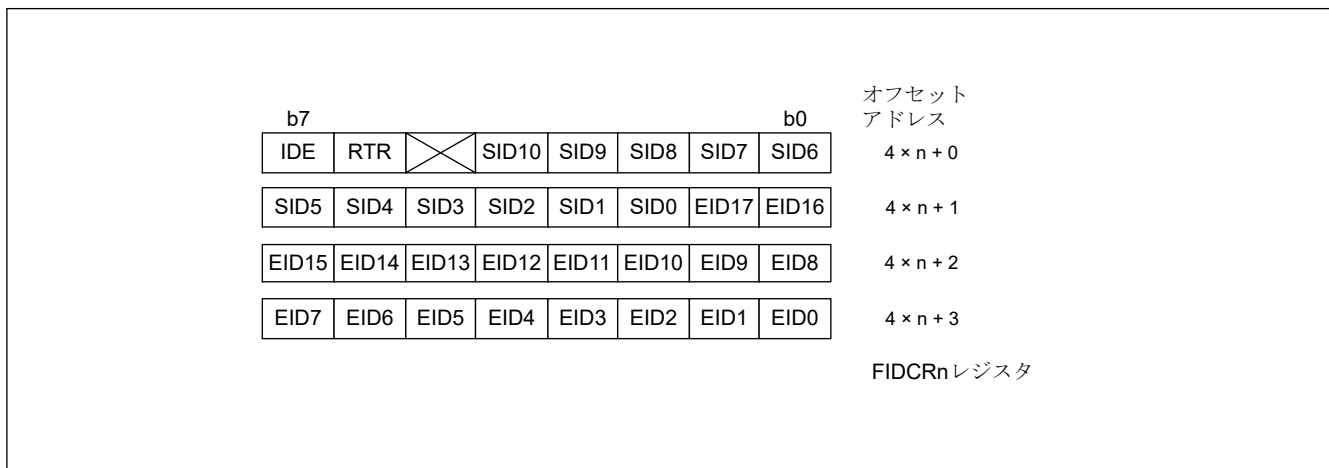 オフセット
b7 b0 アドレス
IDE RTR SID10 SID9 SID8 SID7 SID6 4 × n + 0
SID5 SID4 SID3 SID2 SID1 SID0 EID17 EID16 4 × n + 1
EID15 EID14 EID13 EID12 EID11 EID10 EID9 EID8 4 × n + 2
EID7 EID6 EID5 EID4 EID3 EID2 EID1 EID0 4 × n + 3
FIDCRnレジスタ